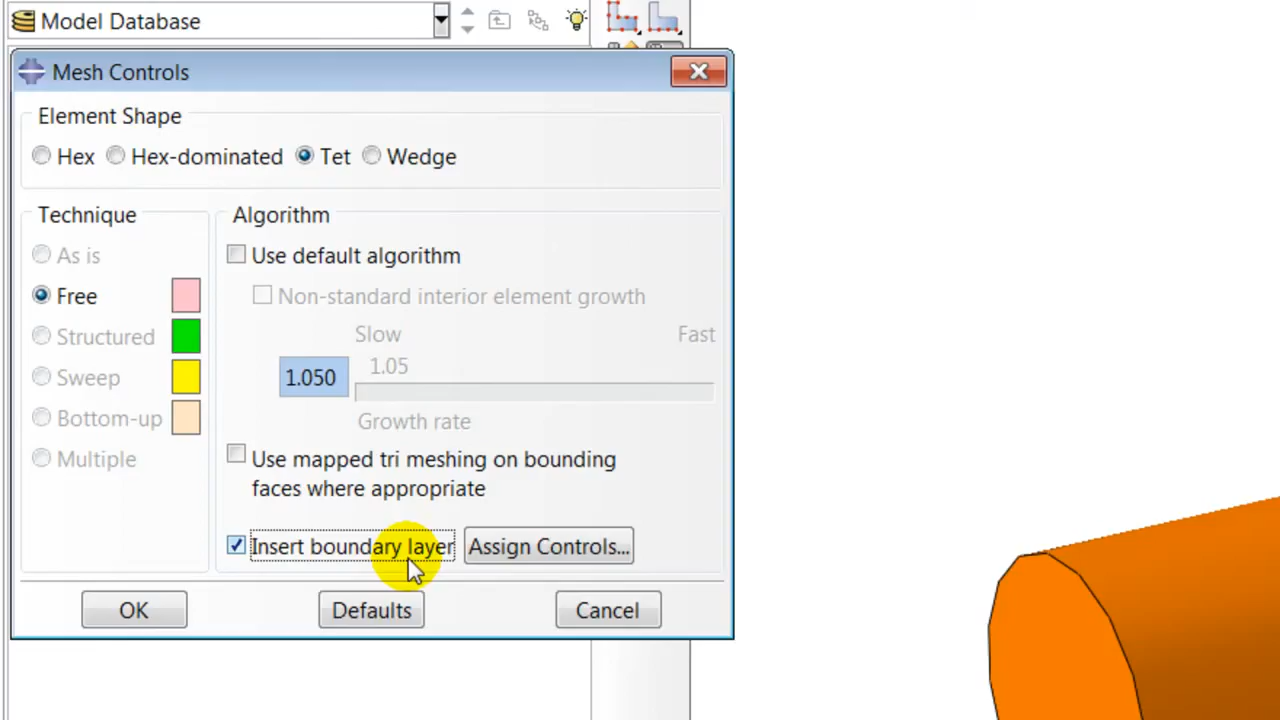 Model Database
Mesh Controls
Element Shape
Hex Hex-dominated Tet Wedge
Technique
As is
Free
Structured
Sweep
Bottom-up
Multiple
Algorithm
Use default algorithm
Non-standard interior element growth
Slow Fast
1.050 1.05
Growth rate
Use mapped tri meshing on bounding
faces where appropriate
Insert boundary layer Assign Controls...
OK Defaults Cancel